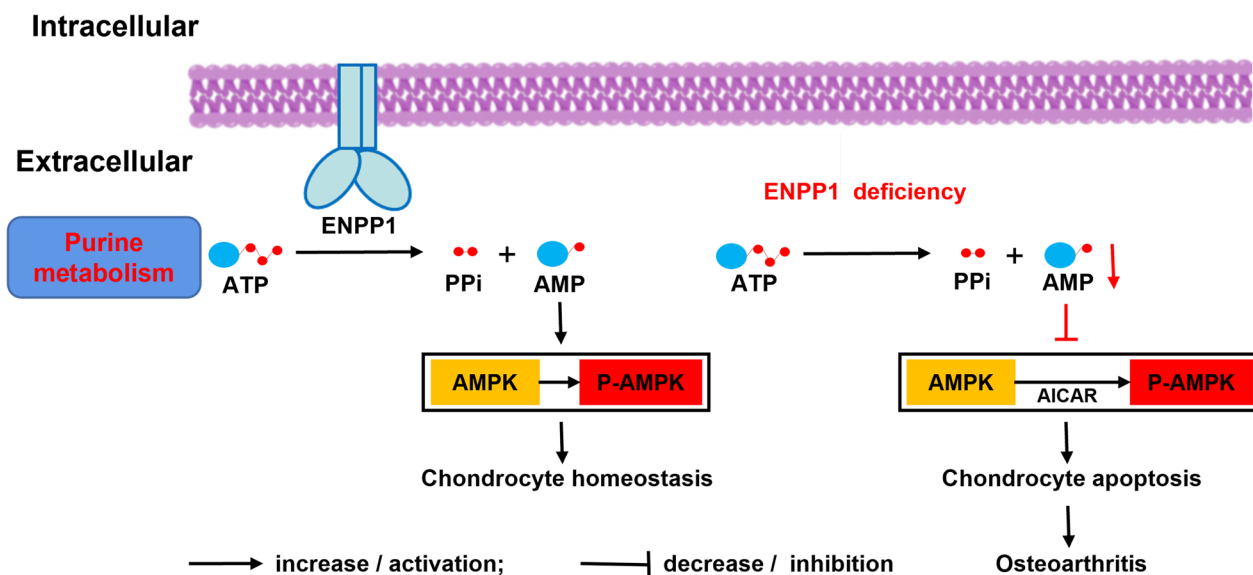 Intracellular
Extracellular
ENPP1
ENPP1 deficiency
Purine
metabolism
ATP
PPi
+
AMP
ATP
PPi
+
AMP
AMPK
P-AMPK
AMPK
AICAR
P-AMPK
Chondrocyte homeostasis
Chondrocyte apoptosis
Osteoarthritis
increase / activation;
decrease / inhibition